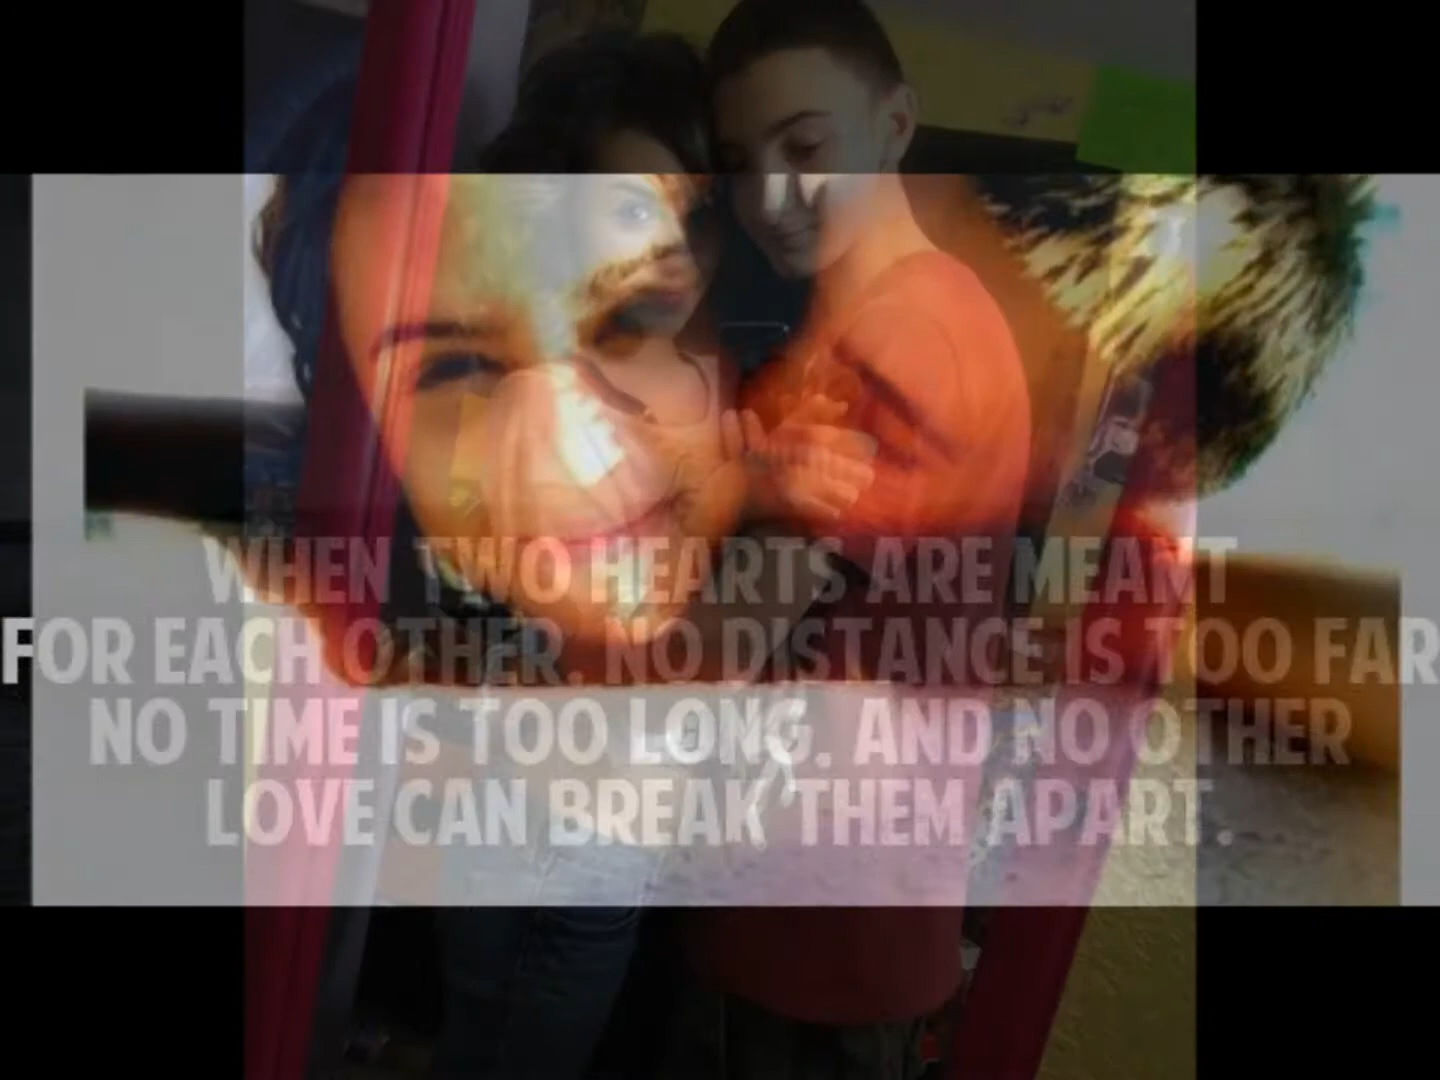 WHEN TWO HEARTS ARE MEANT
FOR EACH OTHER. NO DISTANCE IS TOO FAR
NO TIME IS TOO LONG. AND NO OTHER
LOVE CAN BREAK THEM APART.